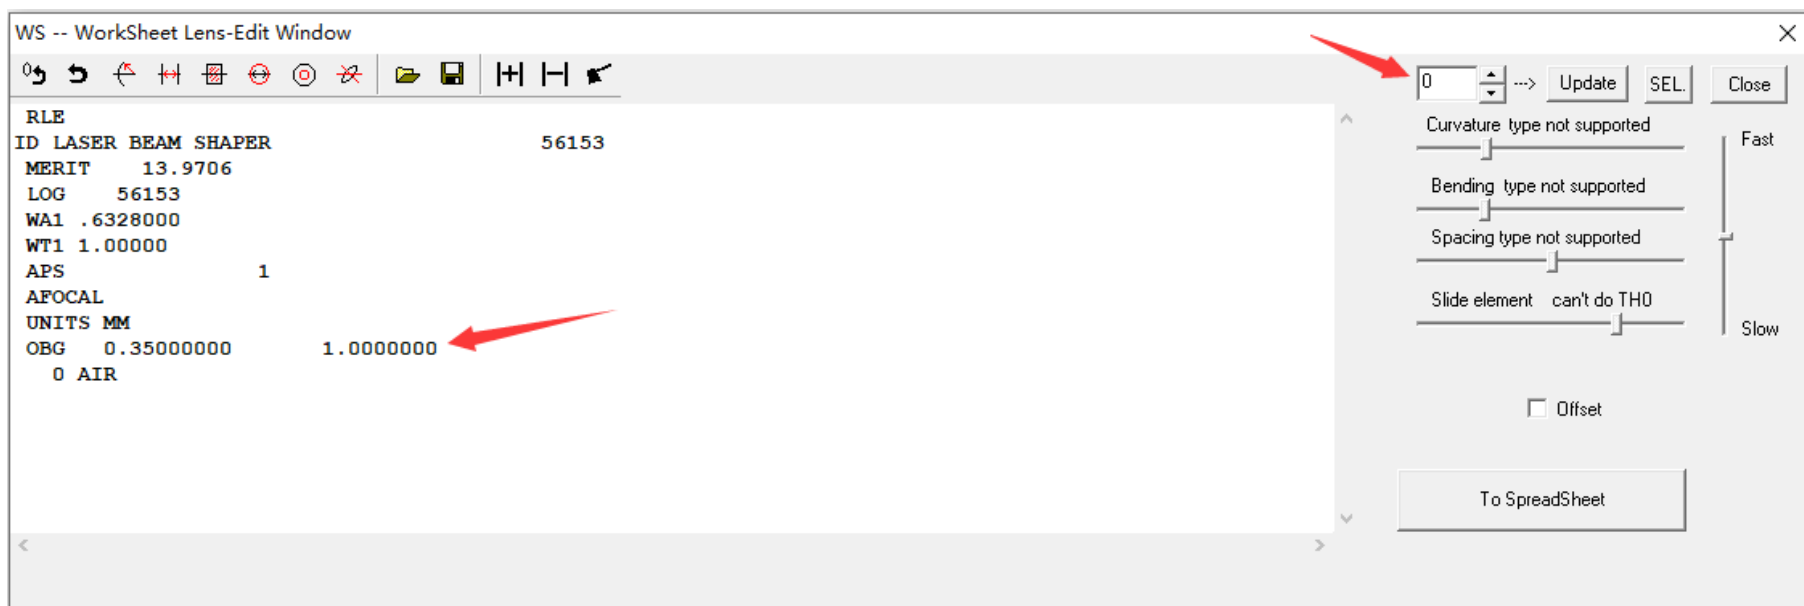 WS -- WorkSheet Lens-Edit Window
0 ---> Update SEL. Close
RLE
ID LASER BEAM SHAPER 56153
MERIT 13.9706
LOG 56153
WA1 .6328000
WT1 1.00000
APS 1
AFOCAL
UNITS MM
OBG 0.35000000 1.0000000
0 AIR
Curvature type not supported
Bending type not supported
Spacing type not supported
Slide element can't do TH0
Fast
Slow
Offset
To SpreadSheet